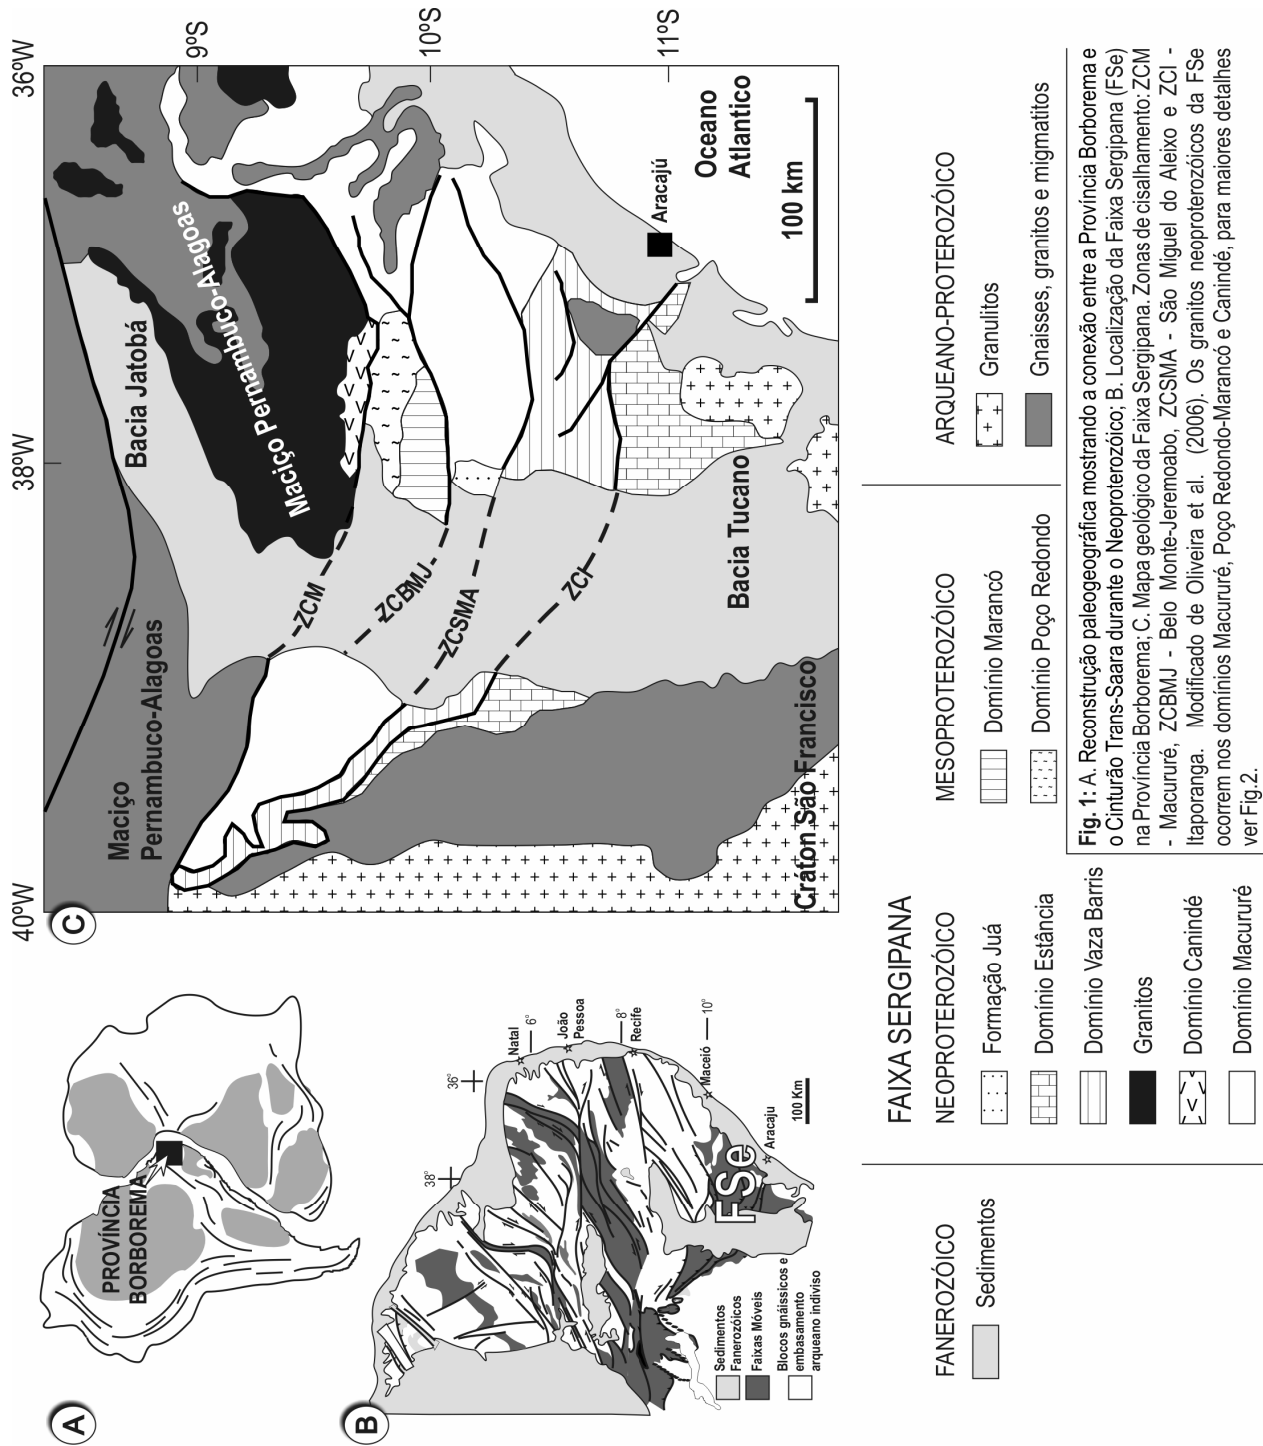 A
PROVÍNCIA
BORBOREMA
B
36°
38°
Natal
6°
João
Pessoa
8°
Recife
Maceió
10°
Aracaju
FSe
100 Km
Sedimentos
Fanerozóicos
Faixas Móveis
Blocos gnáissicos e
embasamento
arqueano indiviso
C
40ºW
38ºW
36ºW
9ºS
10ºS
11ºS
Maciço
Pernambuco-Alagoas
Bacia Jatobá
Maciço Pernambuco-Alagoas
ZCM
ZCBMJ
ZCSMA
ZCI
Bacia Tucano
Cráton São Francisco
Aracajú
Oceano
Atlantico
100 km
FANEROZÓICO
Sedimentos
FAIXA SERGIPANA
NEOPROTEROZÓICO
Formação Juá
Domínio Estância
Domínio Vaza Barris
Granitos
Domínio Canindé
Domínio Macururé
MESOPROTEROZÓICO
Domínio Marancó
Domínio Poço Redondo
ARQUEANO-PROTEROZÓICO
Granulitos
Gnaisses, granitos e migmatitos
Fig. 1: A. Reconstrução paleogeográfica mostrando a conexão entre a Província Borborema e
o Cinturão Trans-Saara durante o Neoproterozóico; B. Localização da Faixa Sergipana (FSe)
na Província Borborema; C. Mapa geológico da Faixa Sergipana. Zonas de cisalhamento: ZCM
- Macururé, ZCBMJ - Belo Monte-Jeremoabo, ZCSMA - São Miguel do Aleixo e ZCI -
Itaporanga. Modificado de Oliveira et al. (2006). Os granitos neoproterozóicos da FSe
ocorrem nos domínios Macururé, Poço Redondo-Marancó e Canindé, para maiores detalhes
ver Fig.2.